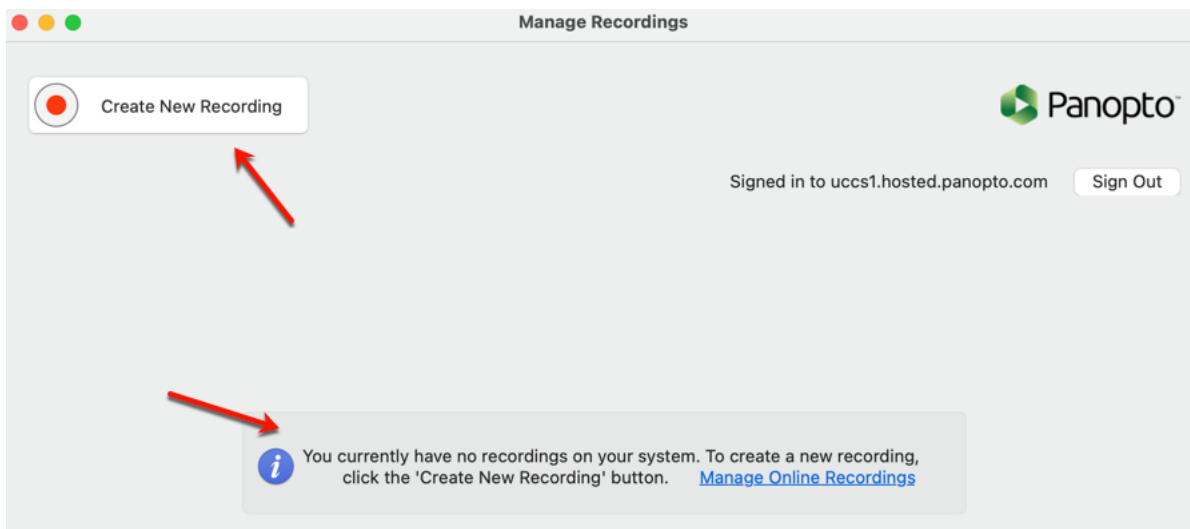 Manage Recordings
Create New Recording
Panopto™
Signed in to uccs1.hosted.panopto.com
Sign Out
You currently have no recordings on your system. To create a new recording,
click the 'Create New Recording' button. Manage Online Recordings